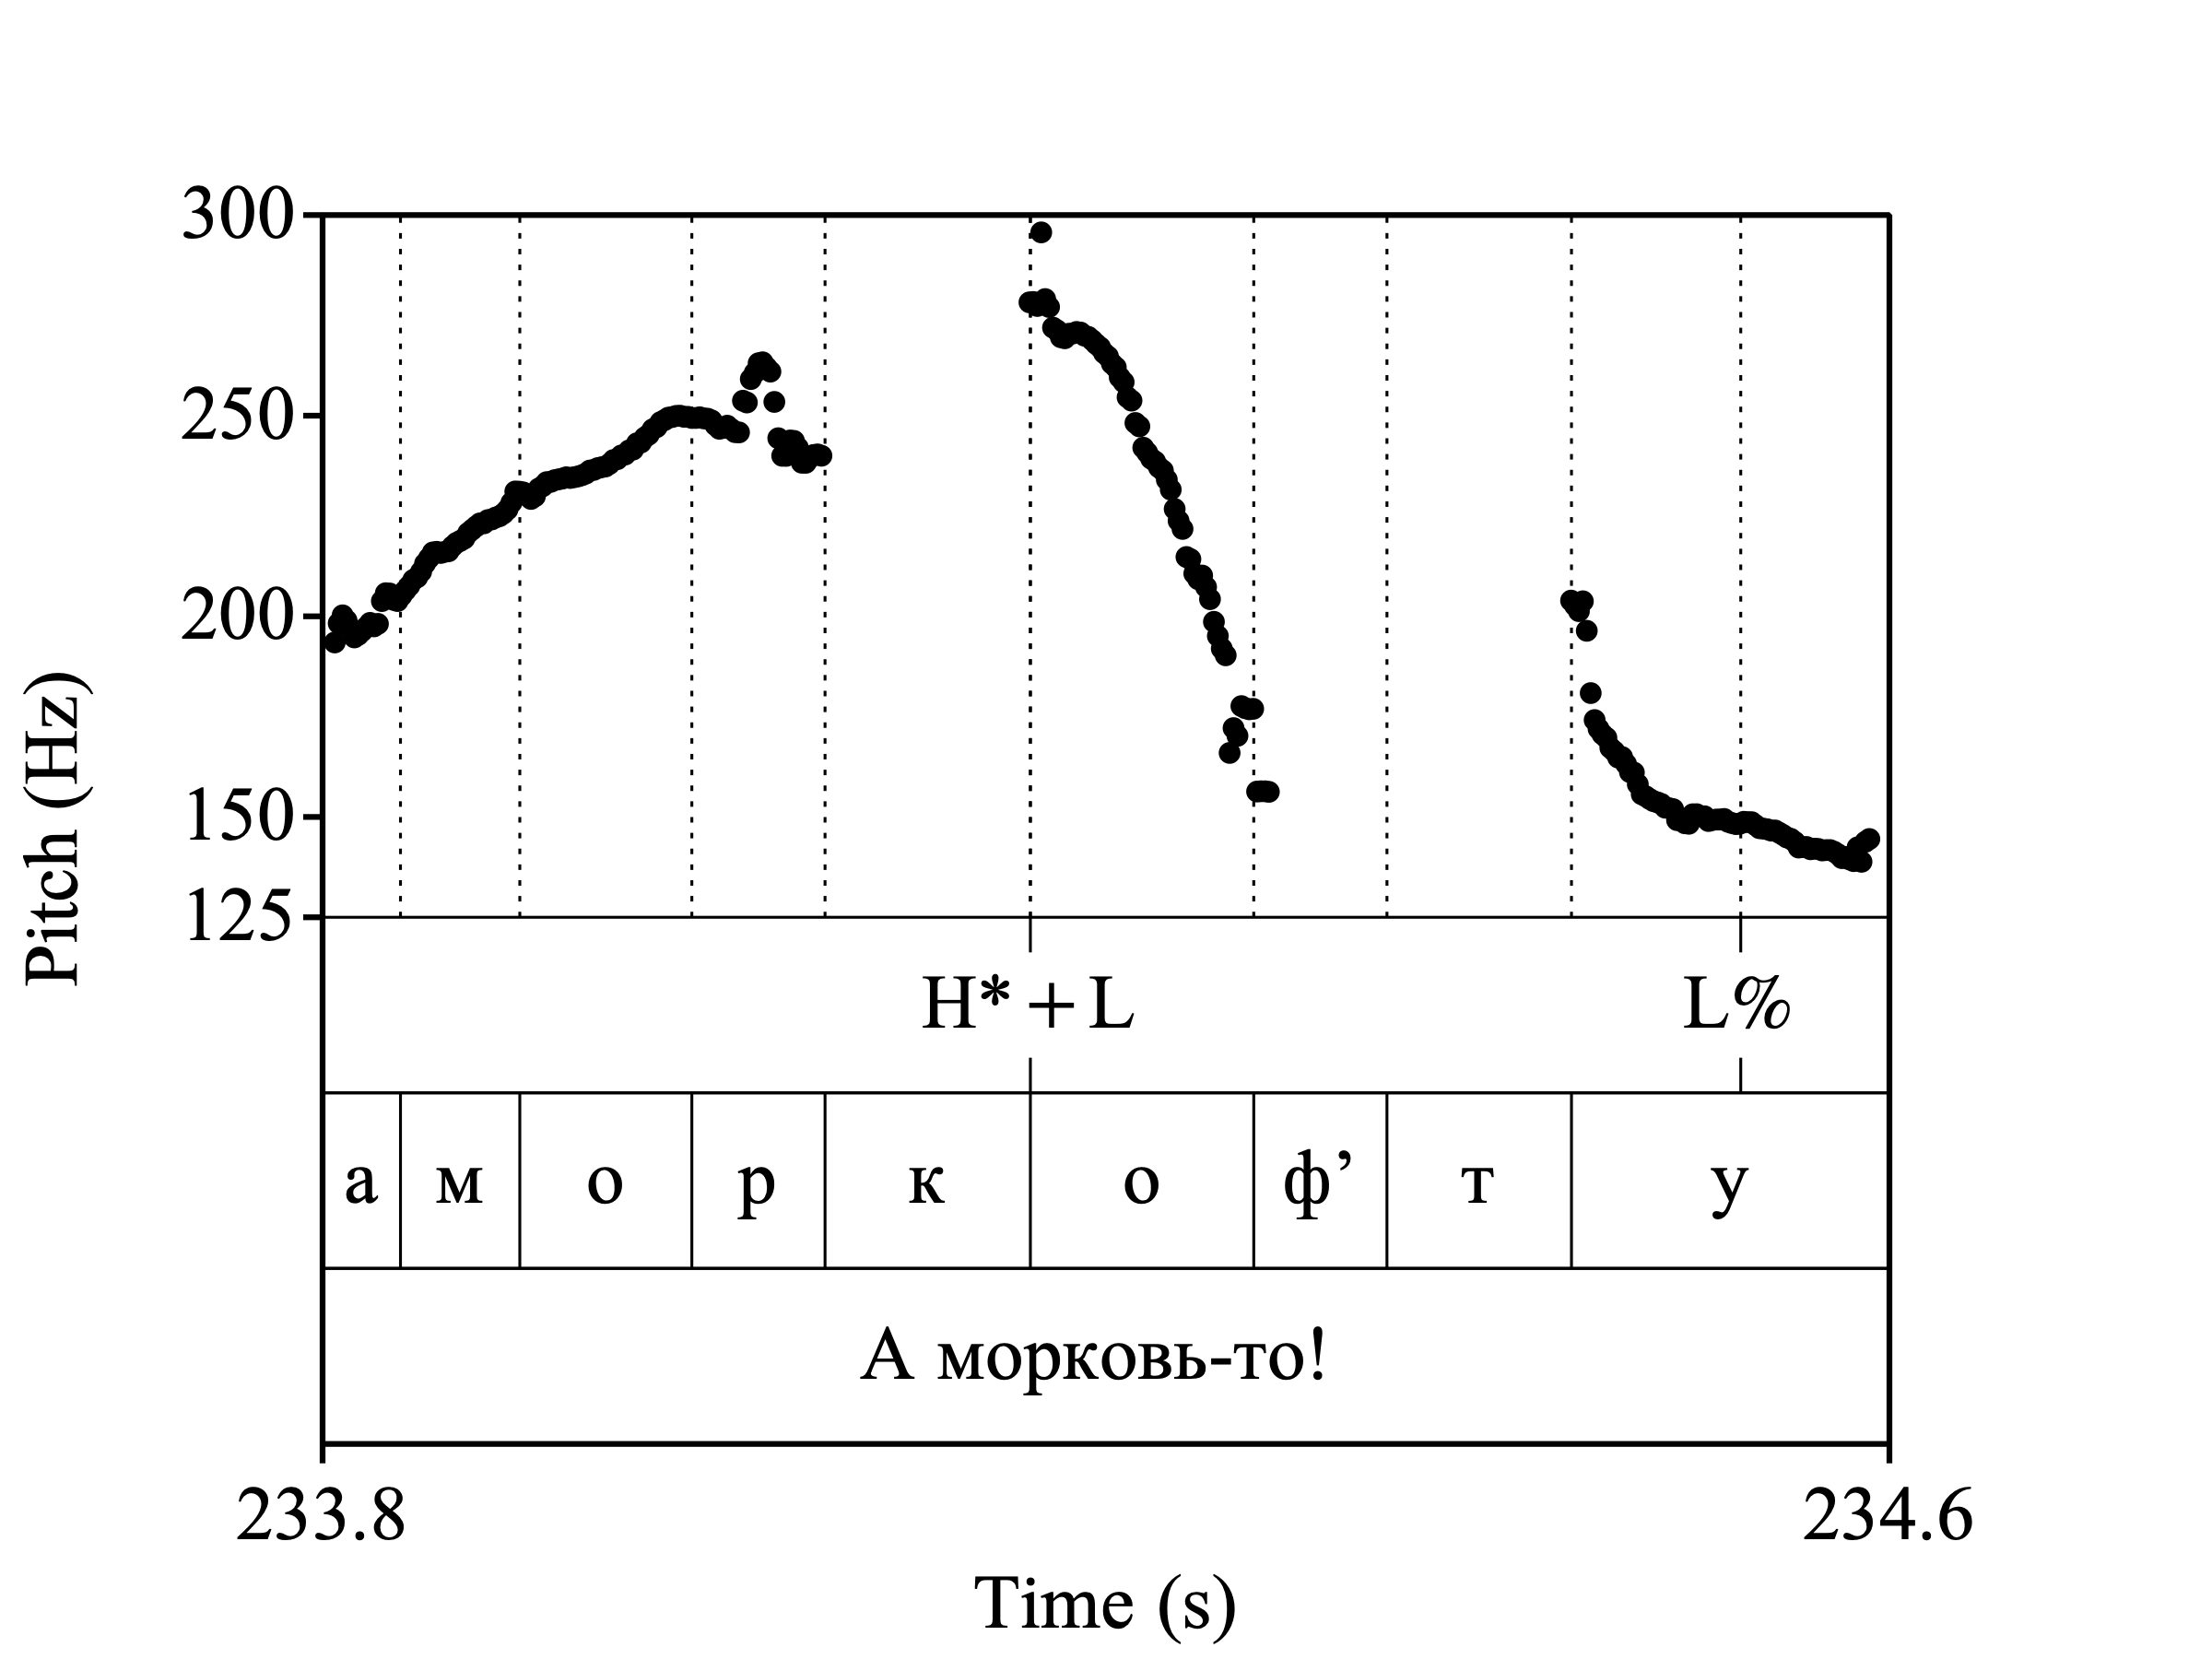 300
250
200
150
125
Pitch (Hz)
H*+L L%
а м о р к о ф’ т у
А морковь-то!
233.8 234.6
Time (s)